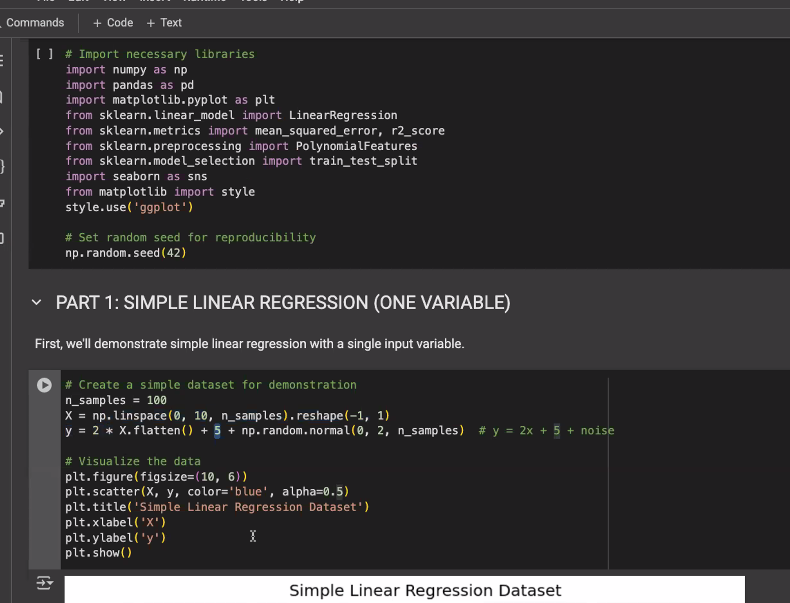 Commands + Code + Text
[ ] # Import necessary libraries
import numpy as np
import pandas as pd
import matplotlib.pyplot as plt
from sklearn.linear_model import LinearRegression
from sklearn.metrics import mean_squared_error, r2_score
from sklearn.preprocessing import PolynomialFeatures
from sklearn.model_selection import train_test_split
import seaborn as sns
from matplotlib import style
style.use('ggplot')
# Set random seed for reproducibility
np.random.seed(42)
PART 1: SIMPLE LINEAR REGRESSION (ONE VARIABLE)
First, we'll demonstrate simple linear regression with a single input variable.
# Create a simple dataset for demonstration
n_samples = 100
X = np.linspace(0, 10, n_samples).reshape(-1, 1)
y = 2 * X.flatten() + 5 + np.random.normal(0, 2, n_samples)  # y = 2x + 5 + noise
# Visualize the data
plt.figure(figsize=(10, 6))
plt.scatter(X, y, color='blue', alpha=0.5)
plt.title('Simple Linear Regression Dataset')
plt.xlabel('X')
plt.ylabel('y')
plt.show()
Simple Linear Regression Dataset